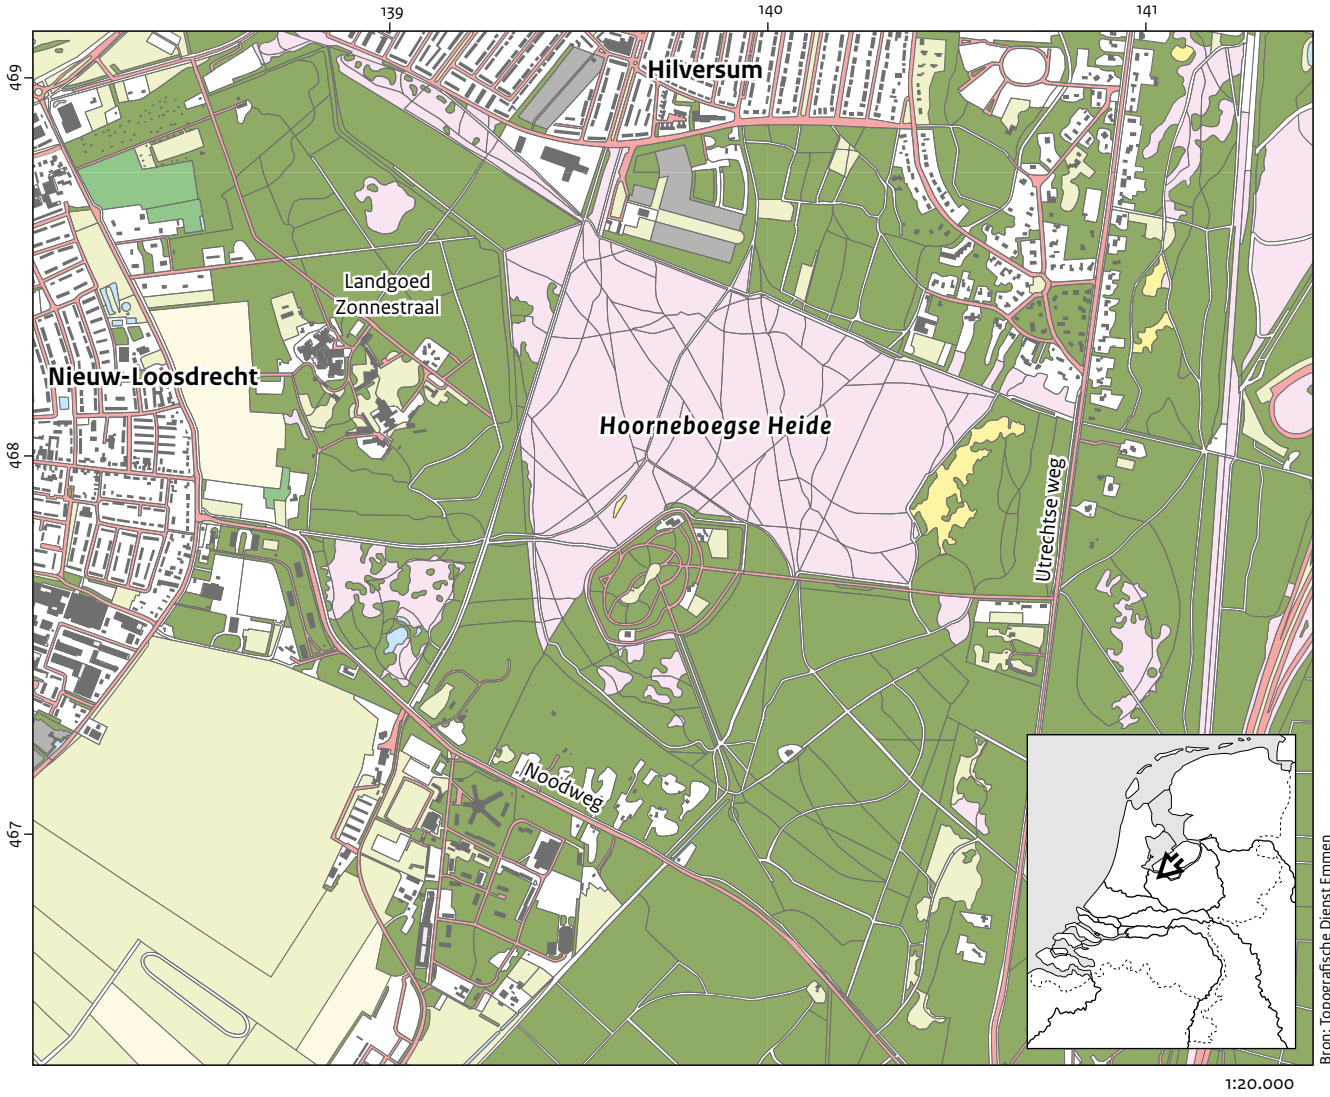 139
140
141
469
Hilversum
Landgoed
Zonnestraal
Nieuw-Loosdrecht
Hoorneboegse Heide
468
Utrechtse weg
Noodweg
467
Bron: Topografische Dienst Emmen
1:20.000